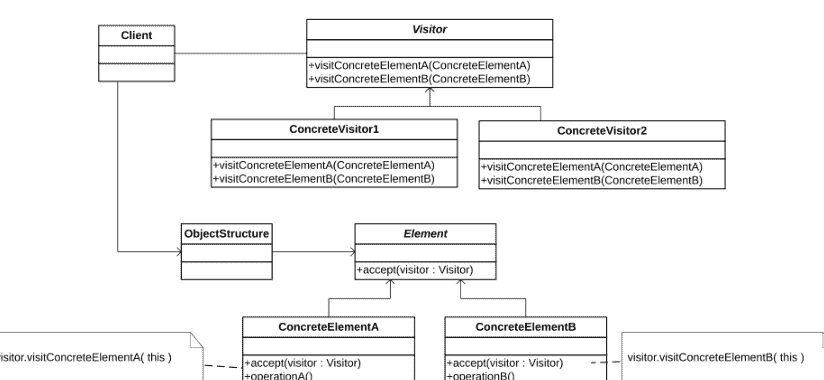 Client
Visitor
+visitConcreteElementA(ConcreteElementA)
+visitConcreteElementB(ConcreteElementB)
ConcreteVisitor1
+visitConcreteElementA(ConcreteElementA)
+visitConcreteElementB(ConcreteElementB)
ConcreteVisitor2
+visitConcreteElementA(ConcreteElementA)
+visitConcreteElementB(ConcreteElementB)
ObjectStructure
Element
+accept(visitor : Visitor)
ConcreteElementA
+accept(visitor : Visitor)
+operationA()
ConcreteElementB
+accept(visitor : Visitor)
+operationB()
isitor.visitConcreteElementA( this )
visitor.visitConcreteElementB( this )